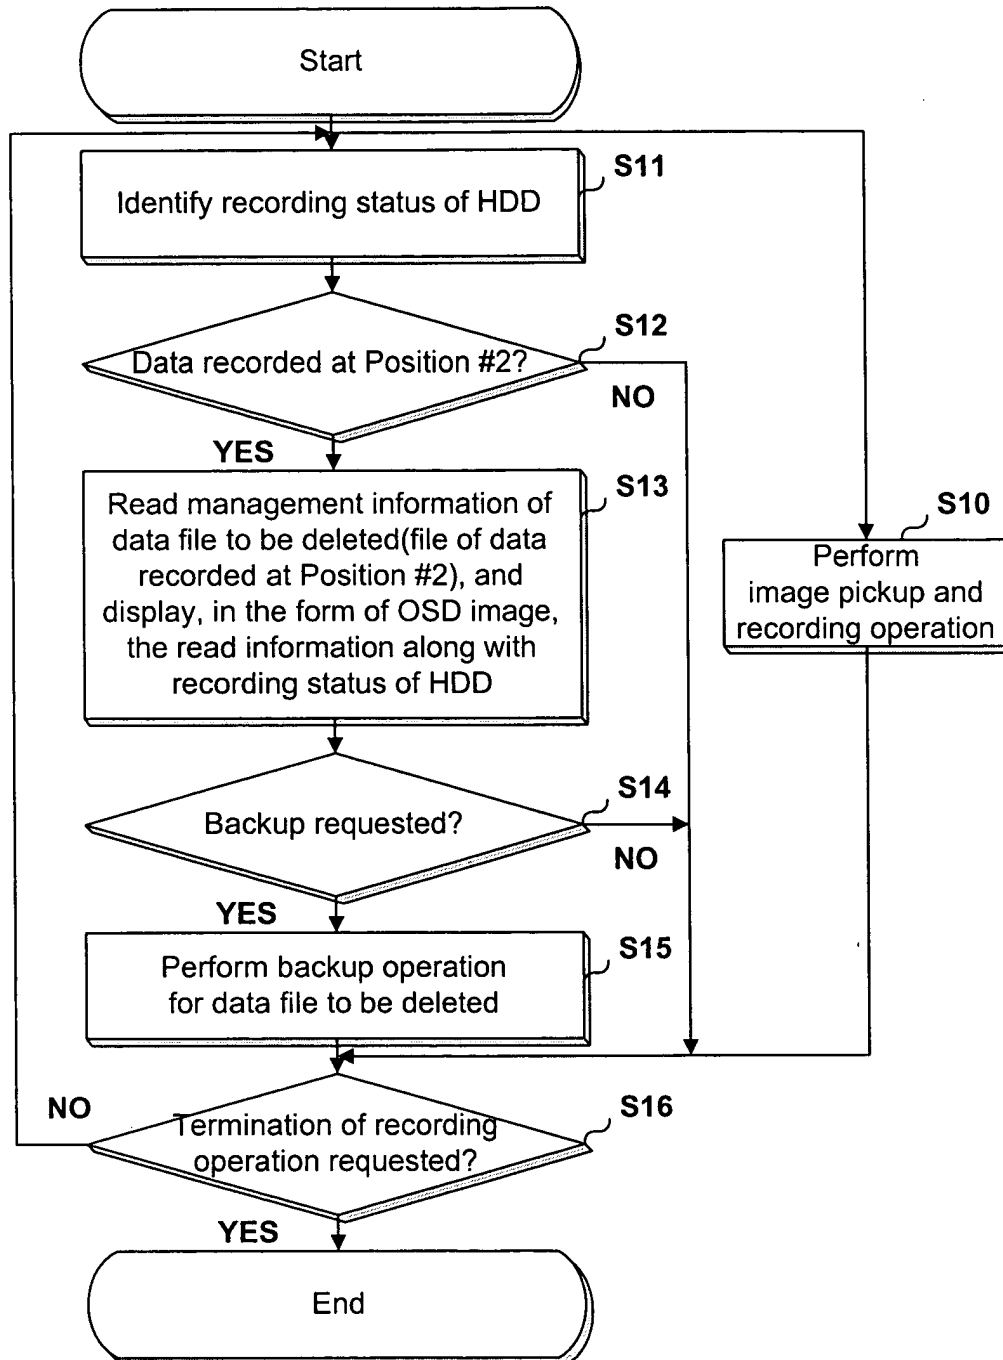 Start
S11
Identify recording status of HDD
S12
Data recorded at Position #2?
NO
YES
S13
Read management information of
data file to be deleted(file of data
recorded at Position #2), and
display, in the form of OSD image,
the read information along with
recording status of HDD
S10
Perform
image pickup and
recording operation
S14
Backup requested?
NO
YES
S15
Perform backup operation
for data file to be deleted
NO
S16
Termination of recording
operation requested?
YES
End